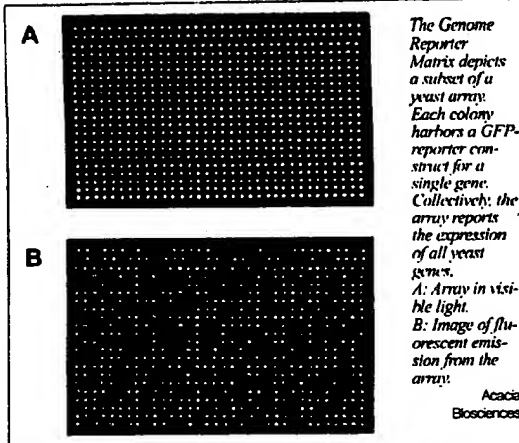 A
B
The Genome
Reporter
Matrix depicts
a subset of a
yeast array.
Each colony
harbors a GFP-
reporter con-
struct for a
single gene.
Collectively, the
array reports
the expression
of all yeast
genes.
A: Array in visi-
ble light.
B: Image of flu-
orescent emis-
sion from the
array.
Acacia
Biosciences